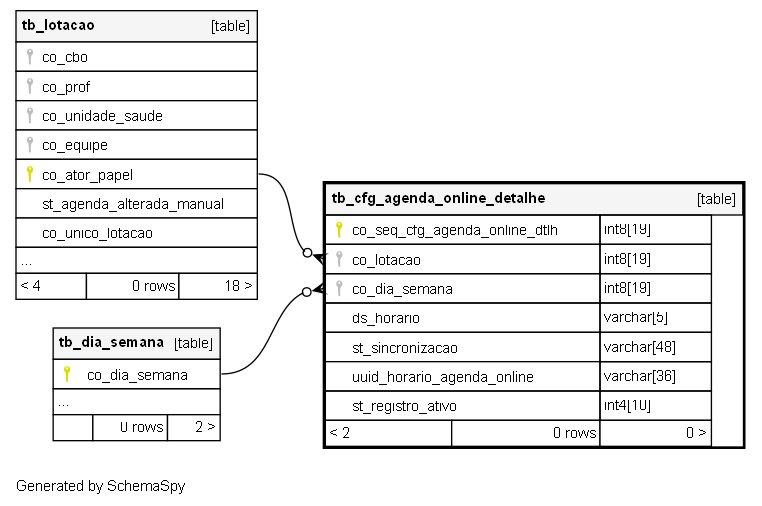 tb_lotacao [table]
co_cbo
co_prof
co_unidade_saude
co_equipe
co_ator_papel
st_agenda_alterada_manual
co_unico_lotacao
...
< 4 0 rows 18 >
tb_cfg_agenda_online_detalhe [table]
co_seq_cfg_agenda_online_dtlh int8[19]
co_lotacao int8[19]
co_dia_semana int8[19]
ds_horario varchar[5]
st_sincronizacao varchar[48]
uuid_horario_agenda_online varchar[36]
st_registro_ativo int4[10]
< 2 0 rows 0 >
tb_dia_semana [table]
co_dia_semana
...
0 rows 2 >
Generated by SchemaSpy